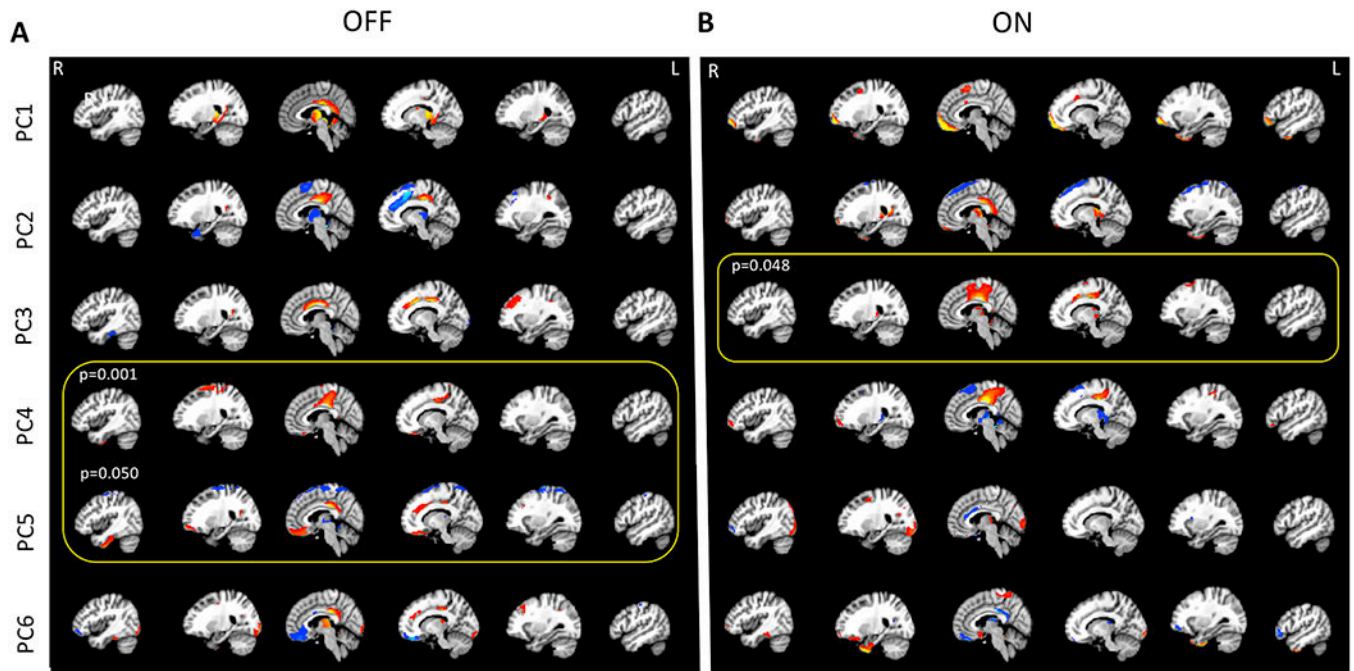 A
OFF
B
ON
R
L
R
L
R
PC1
PC2
PC3
p=0.048
p=0.001
PC4
p=0.050
PC5
PC6